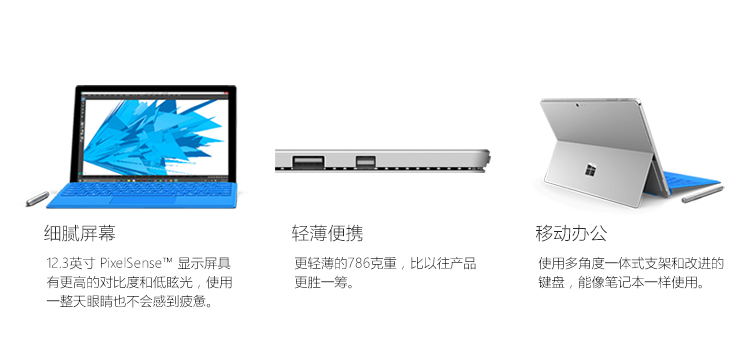 细腻屏幕
12.3英寸 PixelSense™ 显示屏具
有更高的对比度和低眩光，使用
一整天眼睛也不会感到疲惫。
轻薄便携
更轻薄的786克重，比以往产品
更胜一筹。
移动办公
使用多角度一体式支架和改进的
键盘，能像笔记本一样使用。